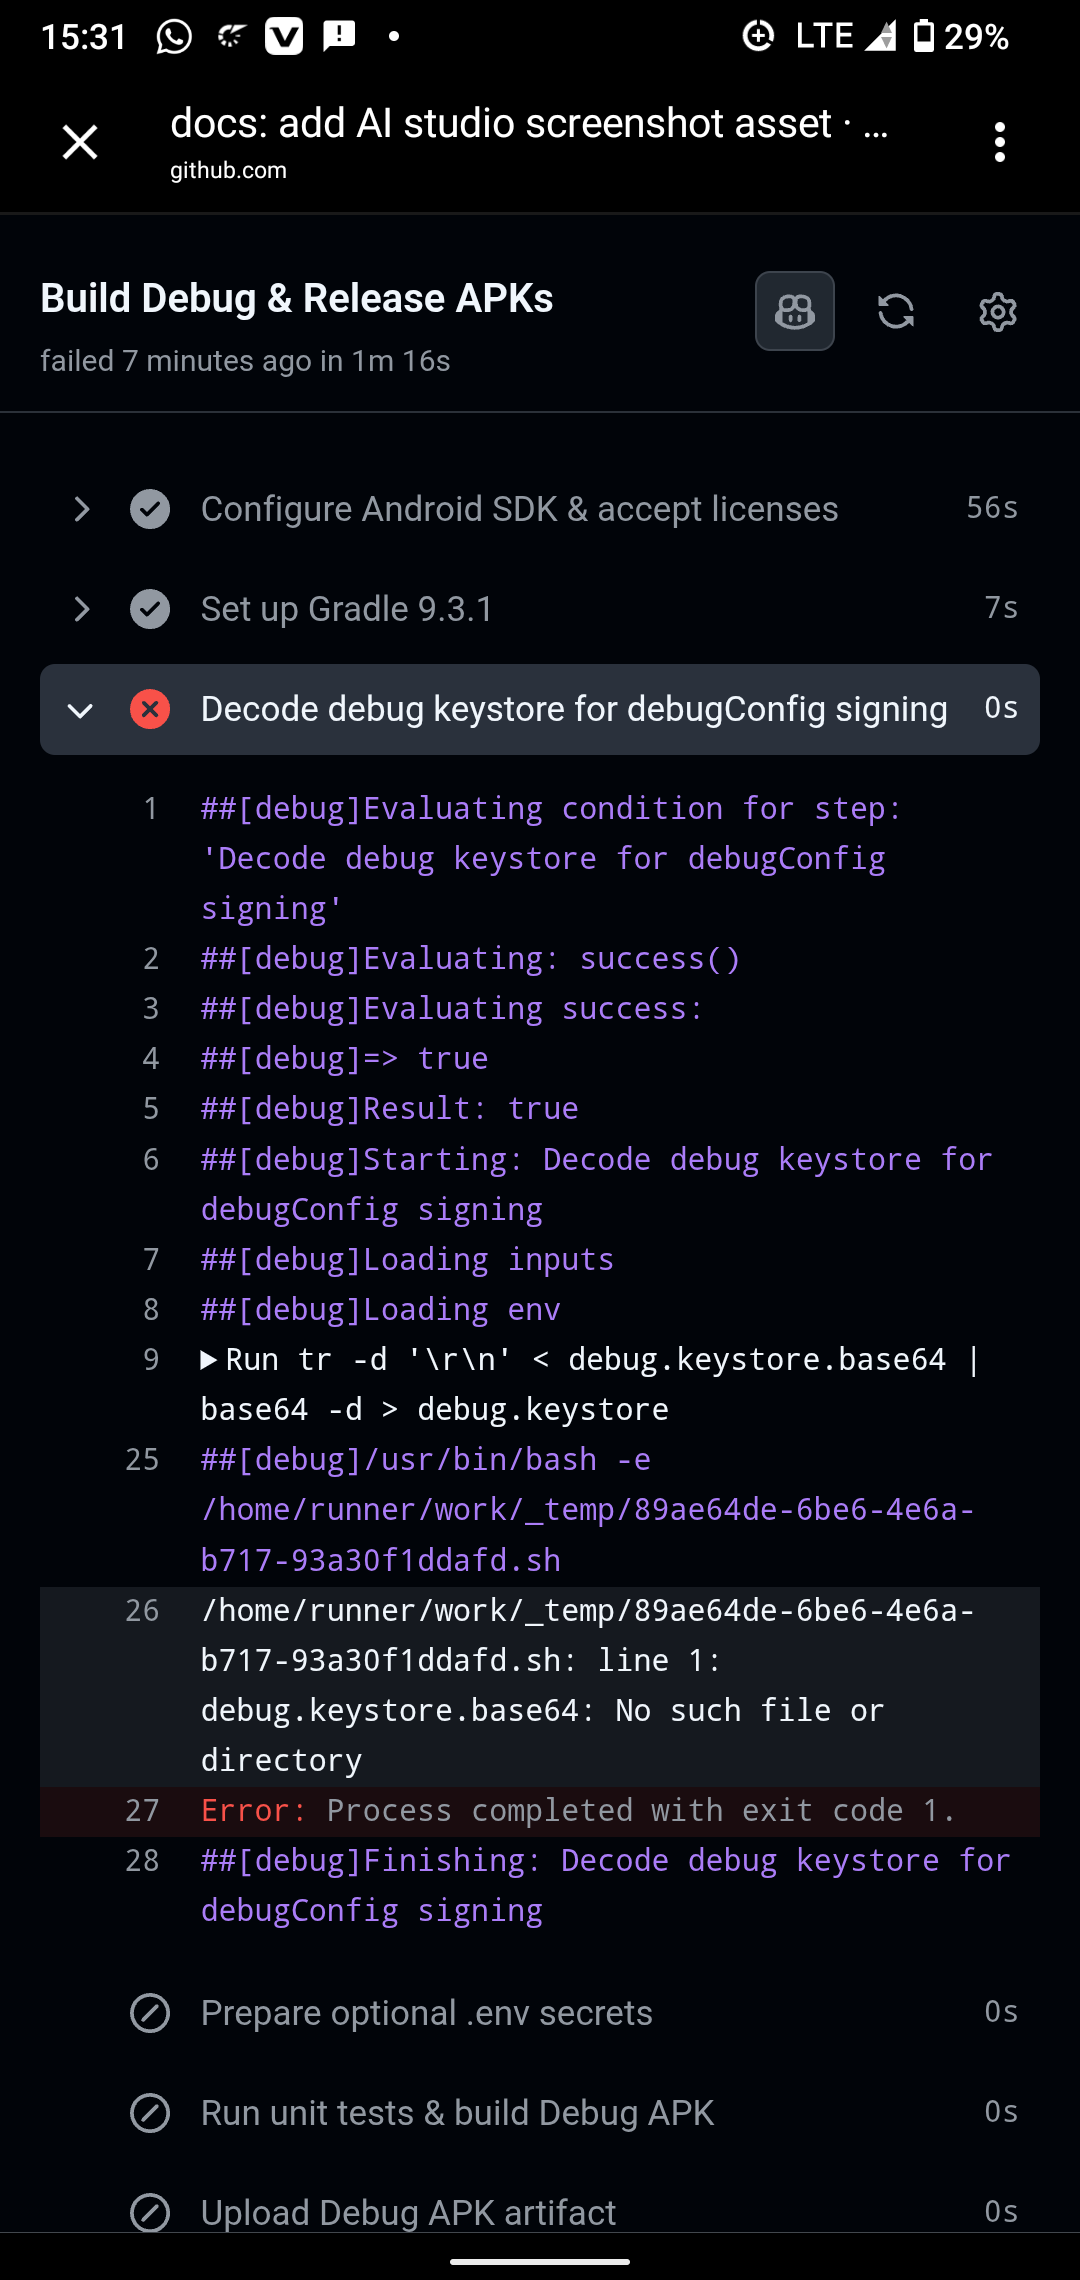 15:31
LTE 29%
docs: add AI studio screenshot asset · ...
github.com
Build Debug & Release APKs
failed 7 minutes ago in 1m 16s
Configure Android SDK & accept licenses 56s
Set up Gradle 9.3.1 7s
Decode debug keystore for debugConfig signing 0s
1 ##[debug]Evaluating condition for step:
'Decode debug keystore for debugConfig
signing'
2 ##[debug]Evaluating: success()
3 ##[debug]Evaluating success:
4 ##[debug]=> true
5 ##[debug]Result: true
6 ##[debug]Starting: Decode debug keystore for
debugConfig signing
7 ##[debug]Loading inputs
8 ##[debug]Loading env
9 Run tr -d '\r\n' < debug.keystore.base64 |
base64 -d > debug.keystore
25 ##[debug]/usr/bin/bash -e
/home/runner/work/_temp/89ae64de-6be6-4e6a-
b717-93a30f1ddafd.sh
26 /home/runner/work/_temp/89ae64de-6be6-4e6a-
b717-93a30f1ddafd.sh: line 1:
debug.keystore.base64: No such file or
directory
27 Error: Process completed with exit code 1.
28 ##[debug]Finishing: Decode debug keystore for
debugConfig signing
Prepare optional .env secrets 0s
Run unit tests & build Debug APK 0s
Upload Debug APK artifact 0s